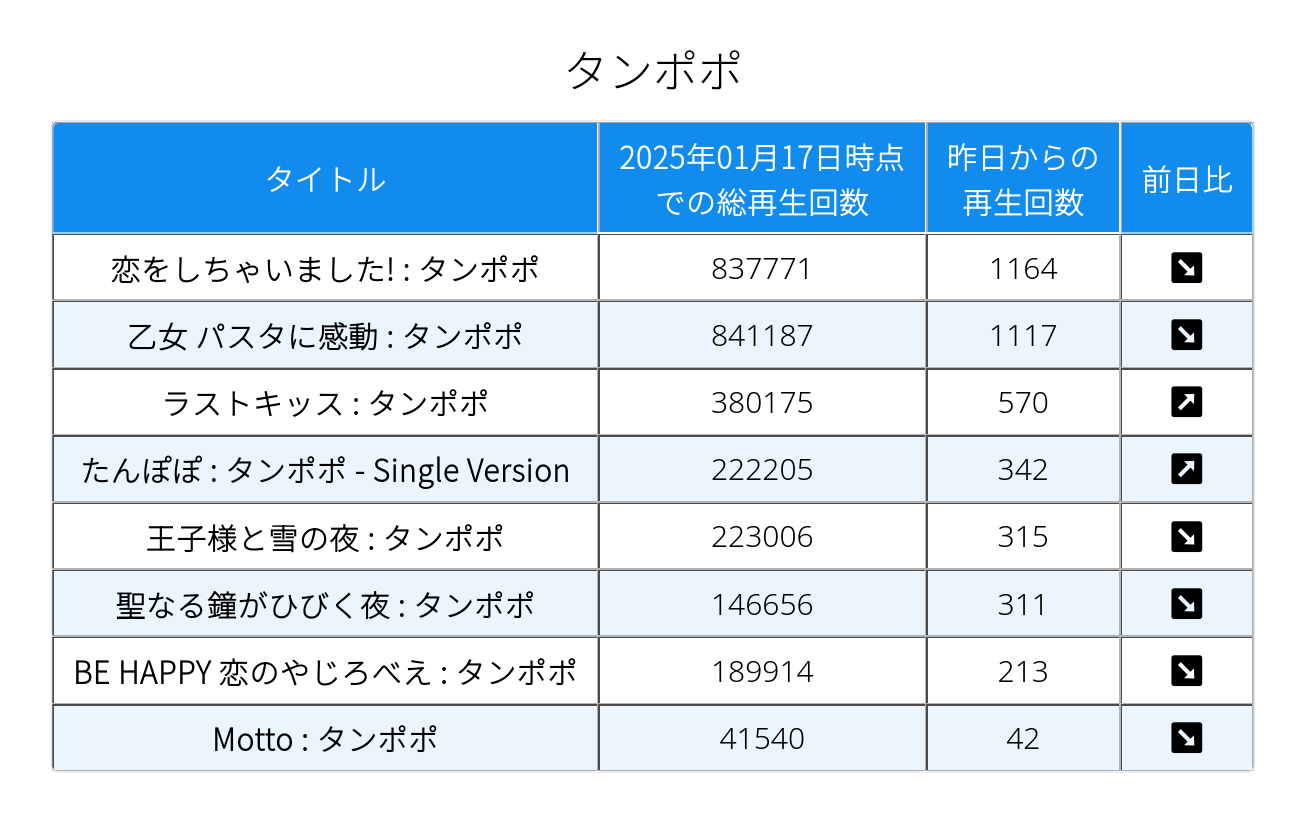 タンポポ
タイトル 2025年01月17日時点 昨日からの 前日比
での総再生回数 再生回数
恋をしちゃいました! : タンポポ 837771 1164 ↘
乙女 パスタに感動 : タンポポ 841187 1117 ↘
ラストキッス : タンポポ 380175 570 ↗
たんぽぽ : タンポポ - Single Version 222205 342 ↗
王子様と雪の夜 : タンポポ 223006 315 ↘
聖なる鐘がひびく夜 : タンポポ 146656 311 ↘
BE HAPPY 恋のやじろべえ : タンポポ 189914 213 ↘
Motto : タンポポ 41540 42 ↘